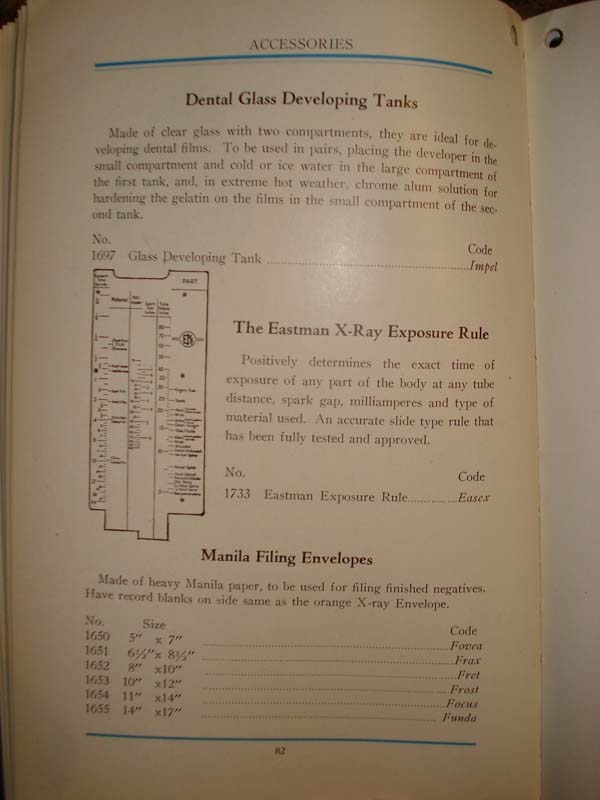 ACCESSORIES
Dental Glass Developing Tanks
Made of clear glass with two compartments, they are ideal for de-
veloping dental films. To be used in pairs, placing the developer in the
small compartment and cold or ice water in the large compartment of
the first tank, and, in extreme hot weather, chrome alum solution for
hardening the gelatin on the films in the small compartment of the sec-
ond tank.
No. Code
1697 Glass Developing Tank Impel
PART
Material
The Eastman X-Ray Exposure Rule
Positively determines the exact time of
exposure of any part of the body at any tube
distance, spark gap, milliamperes and type of
material used. An accurate slide type rule that
has been fully tested and approved.
No. Code
1733 Eastman Exposure Rule Easex
Manila Filing Envelopes
Made of heavy Manila paper, to be used for filing finished negatives.
Have record blanks on side same as the orange X-ray Envelope.
No. Size Code
1650 5" x 7" Fovea
1651 6½" x 8½" Frax
1652 8" x10" Fret
1653 10" x12" Frost
1654 11" x14" Focus
1655 14" x17" Funda
82